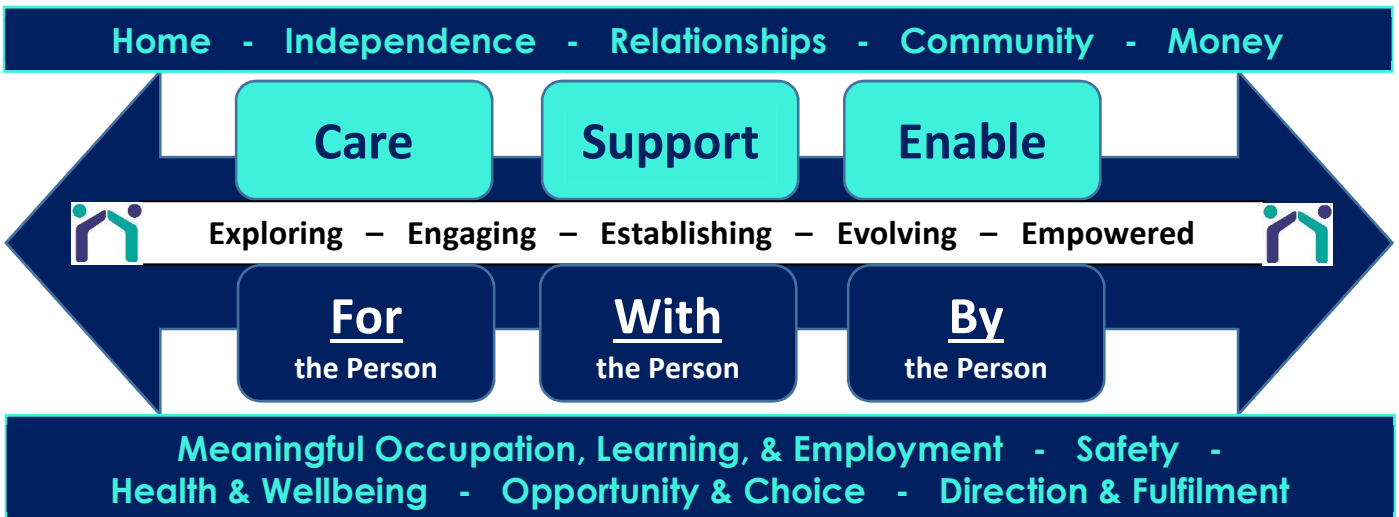 Home - Independence - Relationships - Community - Money
Care Support Enable
Exploring – Engaging – Establishing – Evolving – Empowered
For With By
the Person the Person the Person
Meaningful Occupation, Learning, & Employment - Safety -
Health & Wellbeing - Opportunity & Choice - Direction & Fulfilment